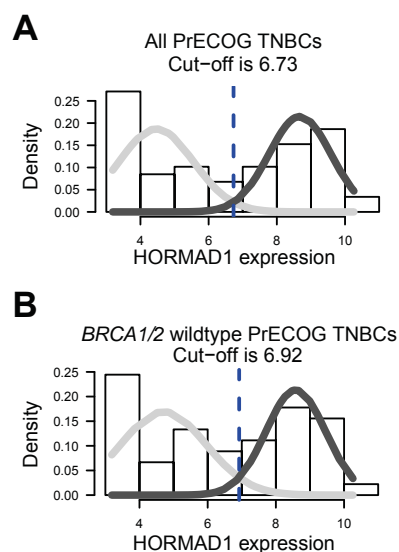 A
All PrECOG TNBCs
Cut−off is 6.73
Density
0.25
0.20
0.15
0.10
0.05
0.00
4 6 8 10
HORMAD1 expression
B
BRCA1/2 wildtype PrECOG TNBCs
Cut−off is 6.92
Density
0.25
0.20
0.15
0.10
0.05
0.00
4 6 8 10
HORMAD1 expression